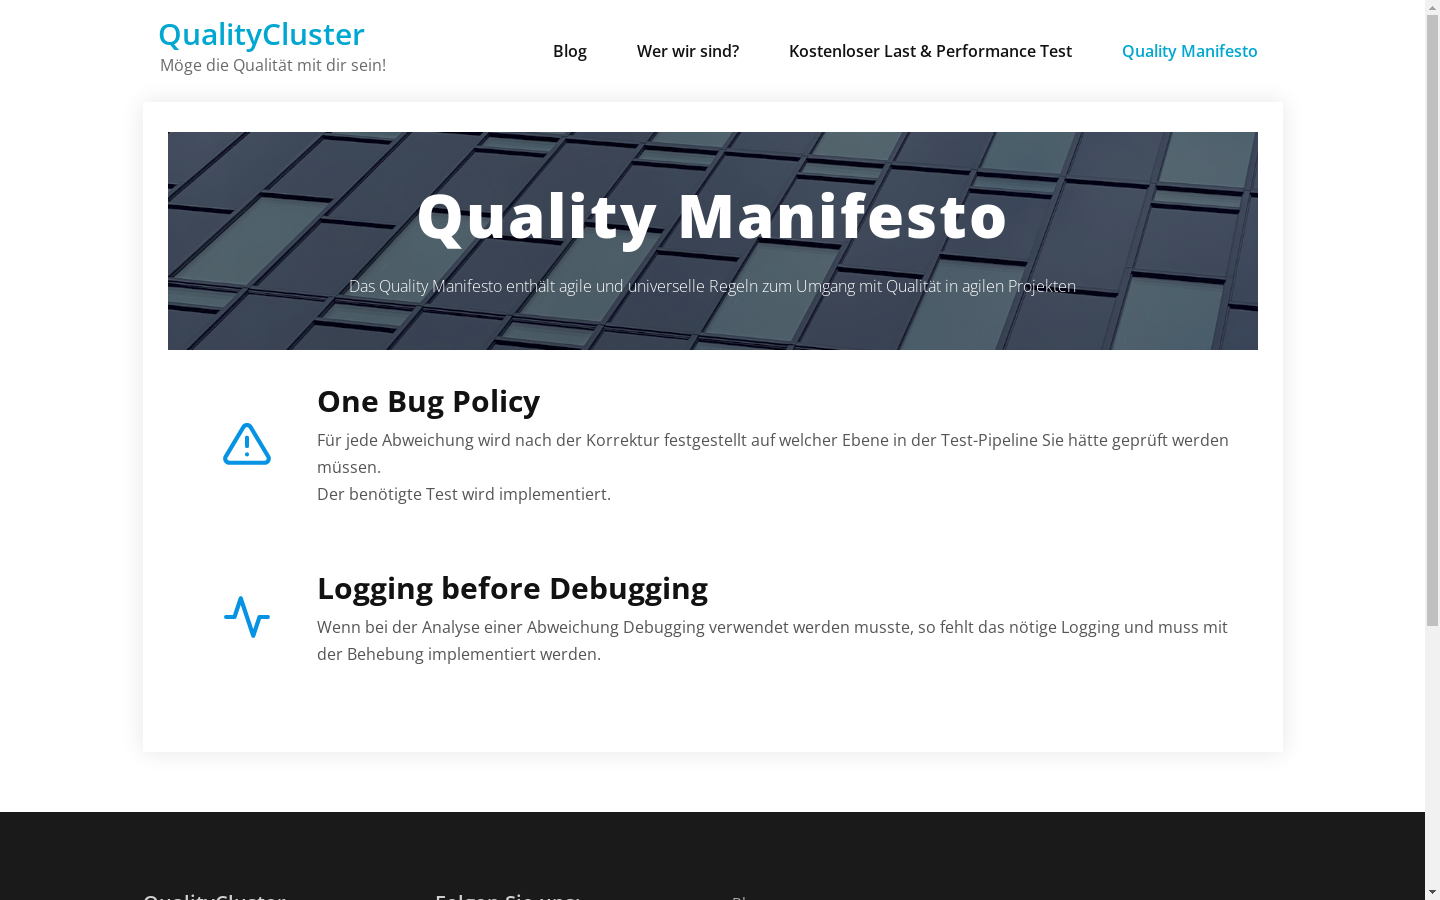 QualityCluster
Möge die Qualität mit dir sein!
Blog
Wer wir sind?
Kostenloser Last & Performance Test
Quality Manifesto
Quality Manifesto
Das Quality Manifesto enthält agile und universelle Regeln zum Umgang mit Qualität in agilen Projekten
One Bug Policy
Für jede Abweichung wird nach der Korrektur festgestellt auf welcher Ebene in der Test-Pipeline Sie hätte geprüft werden
müssen.
Der benötigte Test wird implementiert.
Logging before Debugging
Wenn bei der Analyse einer Abweichung Debugging verwendet werden musste, so fehlt das nötige Logging und muss mit
der Behebung implementiert werden.
QualityCluster
Folgen Sie uns: